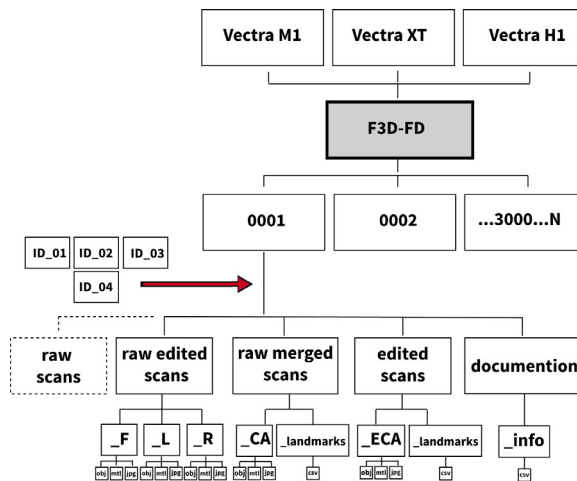 Vectra M1
Vectra XT
Vectra H1
F3D-FD
0001
0002
...3000...N
ID_01
ID_02
ID_03
ID_04
raw
scans
raw edited
scans
raw merged
scans
edited
scans
documention
_F
_L
_R
_CA
_landmarks
_ECA
_landmarks
_info
obj
mtl
jpg
obj
mtl
jpg
obj
mtl
jpg
obj
mtl
jpg
csv
obj
mtl
jpg
csv
csv